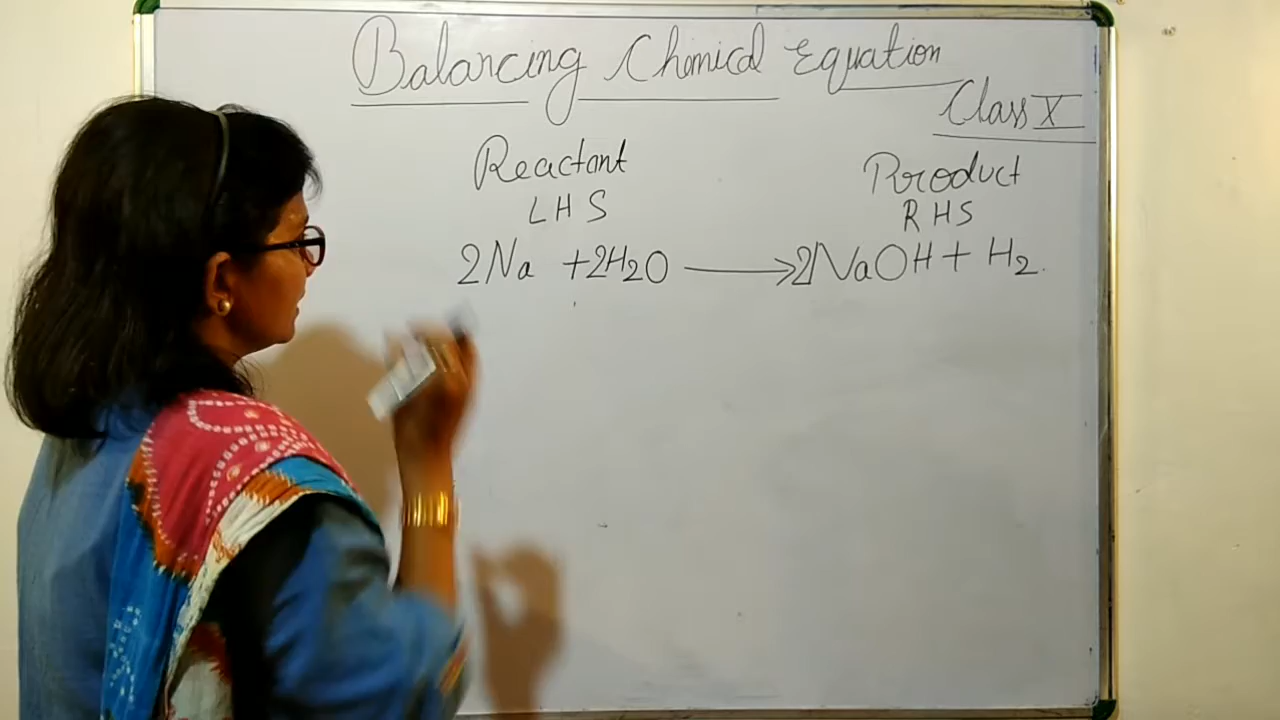 Balancing Chemical Equation
Class X
Reactant Product
LHS RHS
2Na + 2H2O → 2NaOH + H2